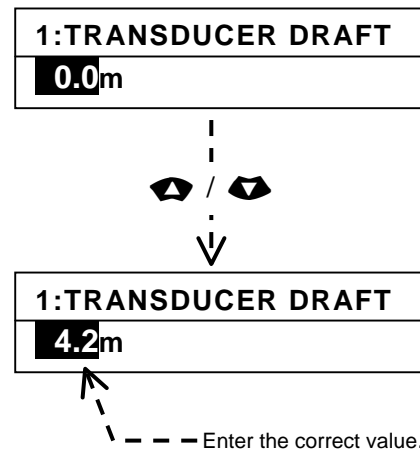 1:TRANSDUCER DRAFT
0.0m
/
1:TRANSDUCER DRAFT
4.2m
Enter the correct value.